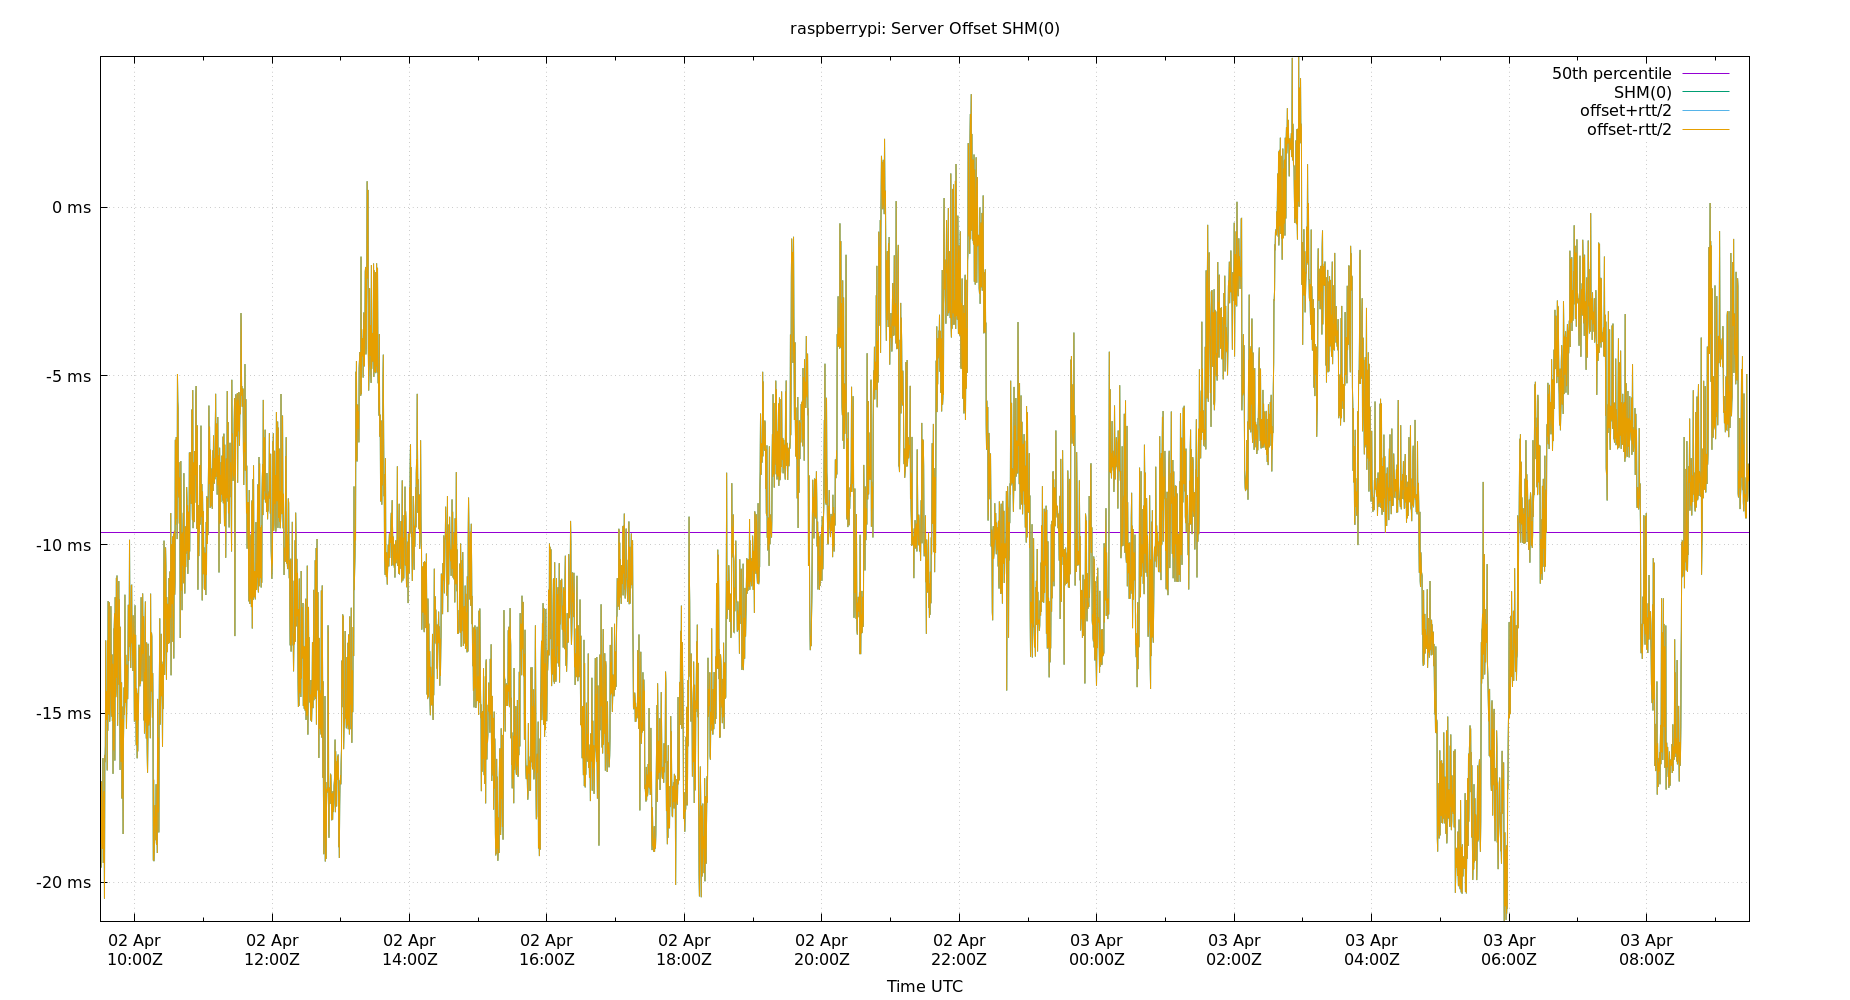 raspberrypi: Server Offset SHM(0)
50th percentile
SHM(0)
offset+rtt/2
offset-rtt/2
0 ms
-5 ms
-10 ms
-15 ms
-20 ms
02 Apr 02 Apr 02 Apr 02 Apr 02 Apr 02 Apr 02 Apr 03 Apr 03 Apr 03 Apr 03 Apr 03 Apr
10:00Z 12:00Z 14:00Z 16:00Z 18:00Z 20:00Z 22:00Z 00:00Z 02:00Z 04:00Z 06:00Z 08:00Z
Time UTC